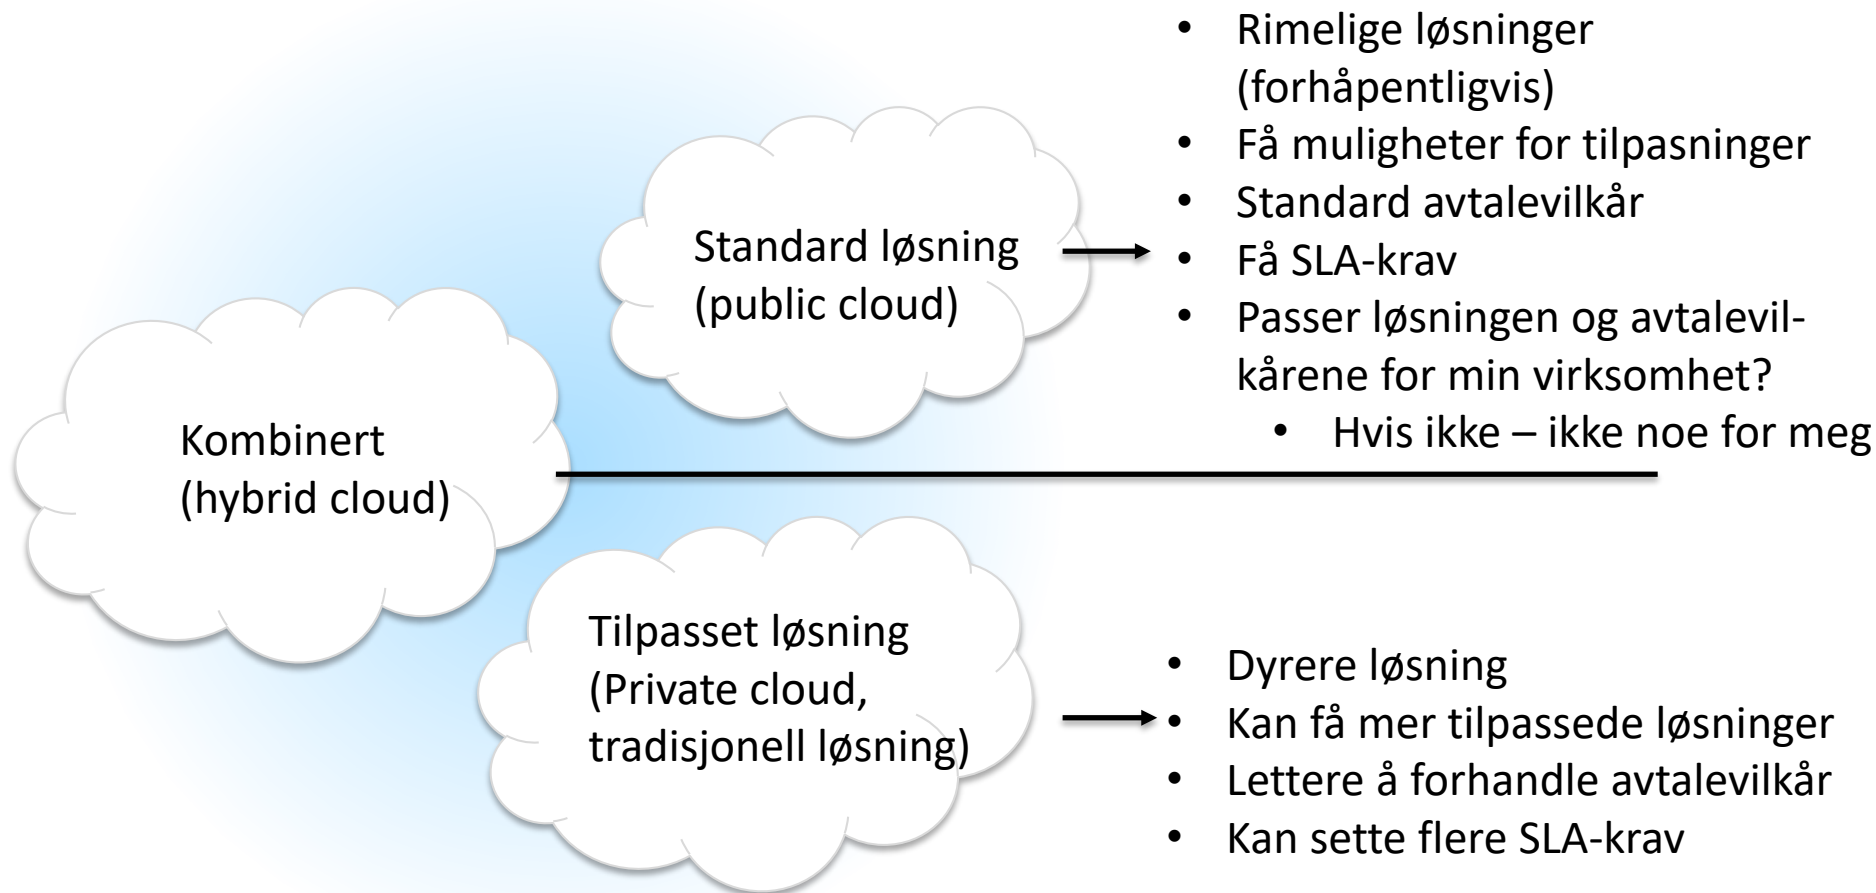 • Rimelige løsninger
(forhåpentligvis)
• Få muligheter for tilpasninger
• Standard avtalevilkår
• Få SLA-krav
• Passer løsningen og avtalevil-
kårene for min virksomhet?
• Hvis ikke – ikke noe for meg
Standard løsning
(public cloud)
Kombinert
(hybrid cloud)
Tilpasset løsning
(Private cloud,
tradisjonell løsning)
• Dyrere løsning
• Kan få mer tilpassede løsninger
• Lettere å forhandle avtalevilkår
• Kan sette flere SLA-krav